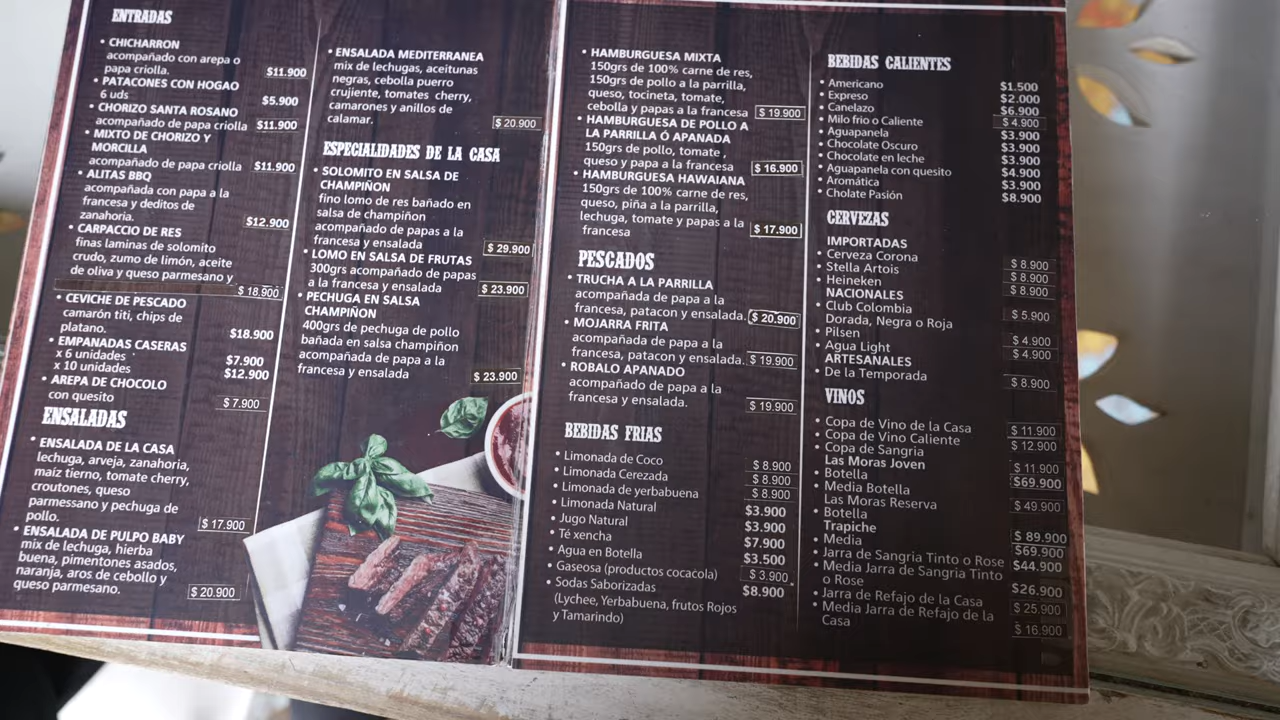 ENTRADAS
• CHICHARRON
acompañado con arepa o
papa criolla. $11.900
• PATACONES CON HOGAO
6 uds $5.900
• CHORIZO SANTA ROSANO
acompañado de papa criolla $11.900
• MIXTO DE CHORIZO Y
MORCILLA
acompañado de papa criolla $11.900
• ALITAS BBQ
acompañada con papa a la
francesa y deditos de
zanahoria. $12.900
• CARPACCIO DE RES
finas laminas de solomito
crudo, zumo de limón, aceite
de oliva y queso parmesano y
$ 18.900
• CEVICHE DE PESCADO
camarón titi, chips de
platano. $18.900
• EMPANADAS CASERAS
x 6 unidades $7.900
x 10 unidades $12.900
• AREPA DE CHOCOLO
con quesito $ 7.900
ENSALADAS
• ENSALADA DE LA CASA
lechuga, arveja, zanahoria,
maiz tierno, tomate cherry,
croutones, queso
parmessano y pechuga de
pollo. $ 17.900
• ENSALADA DE PULPO BABY
mix de lechuga, hierba
buena, pimentones asados,
naranja, aros de cebollo y
queso parmesano. $ 20.900
• ENSALADA MEDITERRANEA
mix de lechugas, aceitunas
negras, cebolla puerro
crujiente, tomates cherry,
camarones y anillos de
calamar. $ 20.900
ESPECIALIDADES DE LA CASA
• SOLOMITO EN SALSA DE
CHAMPIÑON
fino lomo de res bañado en
salsa de champiñon
acompañado de papas a la
francesa y ensalada $ 29.900
• LOMO EN SALSA DE FRUTAS
300grs acompañado de papas
a la francesa y ensalada $ 23.900
• PECHUGA EN SALSA
CHAMPIÑON
400grs de pechuga de pollo
bañada en salsa champiñon
acompañada de papa a la
francesa y ensalada $ 23.900
• HAMBURGUESA MIXTA
150grs de 100% carne de res,
150grs de pollo a la parrilla,
queso, tocineta, tomate,
cebolla y papas a la francesa $ 19.900
• HAMBURGUESA DE POLLO A
LA PARRILLA Ó APANADA
150grs de pollo, tomate ,
queso y papa a la francesa $ 16.900
• HAMBURGUESA HAWAIANA
150grs de 100% carne de res,
queso, piña a la parrilla,
lechuga, tomate y papas a la
francesa $ 17.900
PESCADOS
• TRUCHA A LA PARRILLA
acompañada de papa a la
francesa, patacon y ensalada. $ 20.900
• MOJARRA FRITA
acompañada de papa a la
francesa, patacon y ensalada. $ 19.900
• ROBALO APANADO
acompañado de papa a la
francesa y ensalada. $ 19.900
BEBIDAS FRIAS
• Limonada de Coco $ 8.900
• Limonada Cerezada $ 8.900
• Limonada de yerbabuena $ 8.900
• Limonada Natural $3.900
• Jugo Natural $3.900
• Té xencha $7.900
• Agua en Botella $3.500
• Gaseosa (productos cocacola) $ 3.900
• Sodas Saborizadas $8.900
(Lychee, Yerbabuena, frutos Rojos
y Tamarindo)
BEBIDAS CALIENTES
• Americano $1.500
• Expreso $2.000
• Canelazo $6.900
• Milo frio o Caliente $ 4.900
• Aguapanela $3.900
• Chocolate Oscuro $3.900
• Chocolate en leche $3.900
• Aguapanela con quesito $4.900
• Aromática $3.900
• Cholate Pasión $8.900
CERVEZAS
IMPORTADAS
• Cerveza Corona $ 8.900
• Stella Artois $ 8.900
• Heineken $ 8.900
NACIONALES
• Club Colombia $ 5.900
Dorada, Negra o Roja
• Pilsen $ 4.900
• Agua Light $ 4.900
ARTESANALES
• De la Temporada $ 8.900
VINOS
• Copa de Vino de la Casa $ 11.900
• Copa de Vino Caliente $ 12.900
• Copa de Sangria $ 11.900
Las Moras Joven
• Botella $69.900
• Media Botella $ 49.900
Las Moras Reserva
• Botella $ 89.900
Trapiche $69.900
• Media $44.900
• Jarra de Sangria Tinto o Rose
• Media Jarra de Sangria Tinto
o Rose $26.900
• Jarra de Refajo de la Casa $ 25.900
• Media Jarra de Refajo de la
Casa $ 16.900